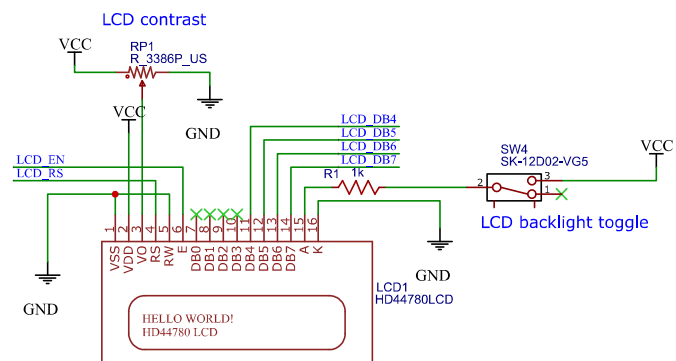 LCD contrast
VCC
RP1
R_3386P_US
VCC
GND
LCD_DB4
LCD_DB5
LCD_DB6
LCD_DB7
LCD_EN
LCD_RS
R1 1k
SW4
SK-12D02-VG5
VCC
2
3
1
LCD backlight toggle
GND
GND
1 2 3 4 5 6 7 8 9 10 11 12 13 14 15 16
VSS VDD VO RS RW E DB0 DB1 DB2 DB3 DB4 DB5 DB6 DB7 A K
LCD1
HD44780LCD
HELLO WORLD!
HD44780 LCD